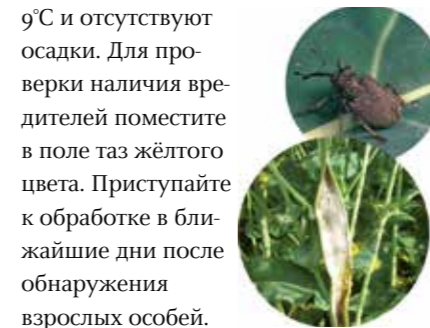 9°С и отсутствуют
осадки. Для про-
верки наличия вре-
дителей поместите
в поле таз жёлтого
цвета. Приступайте
к обработке в бли-
жайшие дни после
обнаружения
взрослых особей.